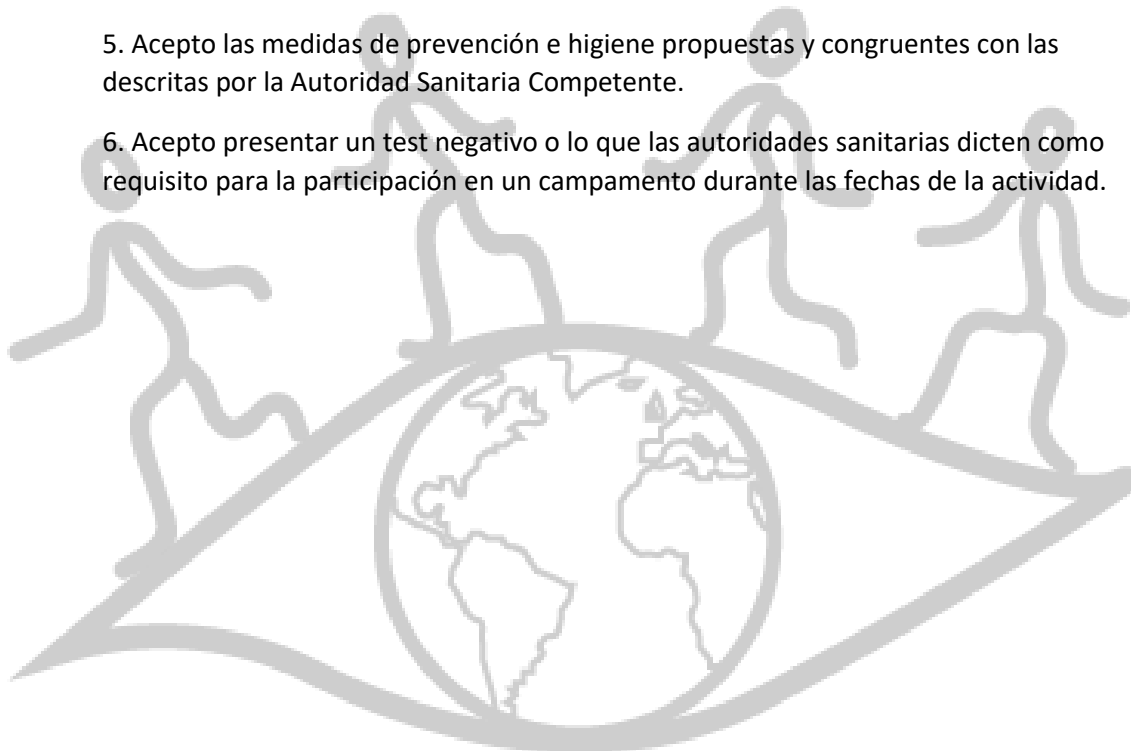 5. Acepto las medidas de prevención e higiene propuestas y congruentes con las
descritas por la Autoridad Sanitaria Competente.
6. Acepto presentar un test negativo o lo que las autoridades sanitarias dicten como
requisito para la participación en un campamento durante las fechas de la actividad.